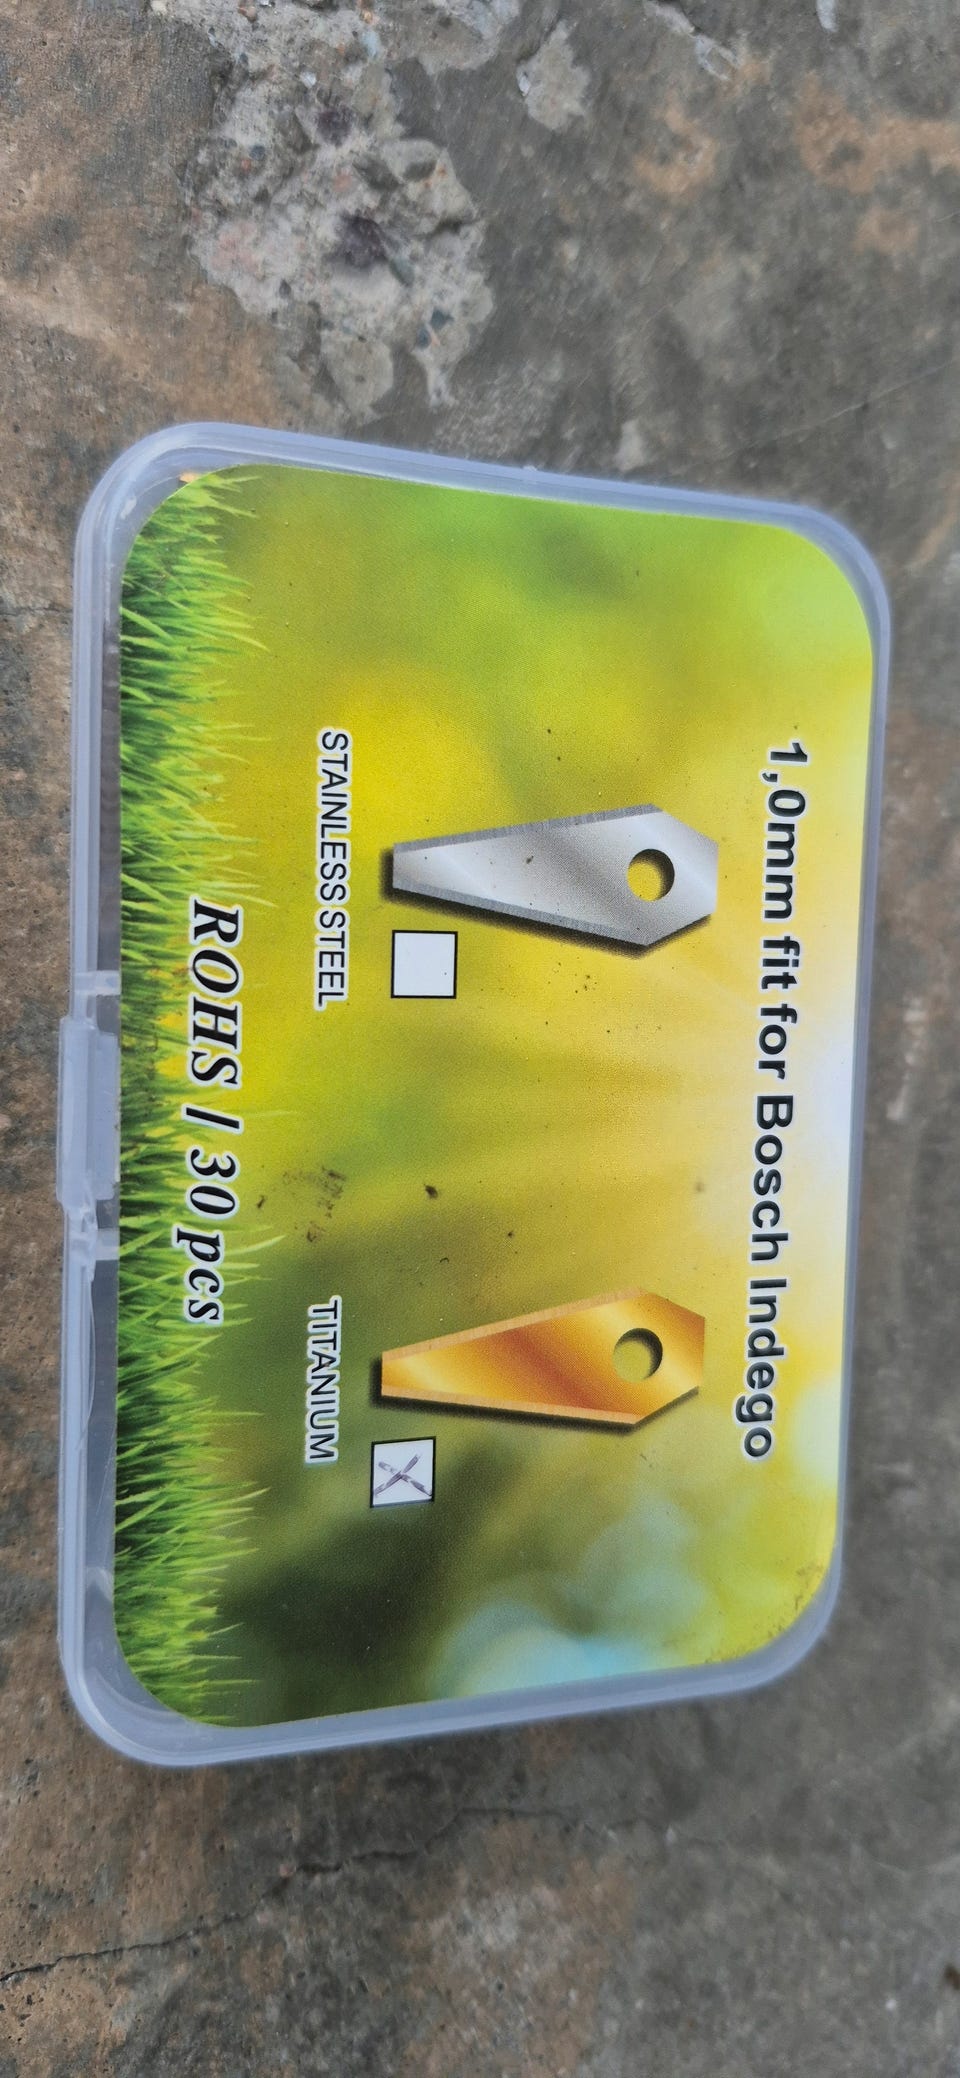 1,0mm fit for Bosch Indego
STAINLESS STEEL
TITANIUM
ROHS / 30 pcs